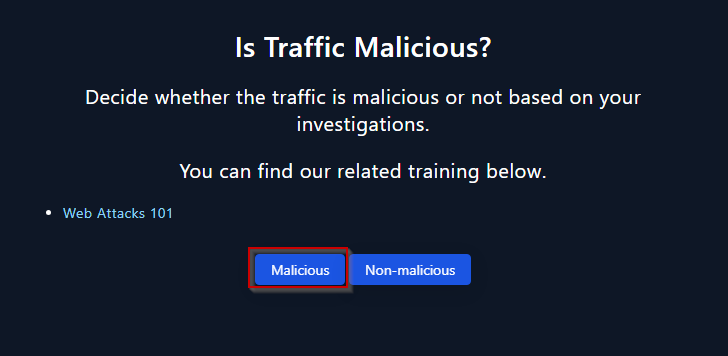 Is Traffic Malicious?
Decide whether the traffic is malicious or not based on your
investigations.
You can find our related training below.
Web Attacks 101
Malicious
Non-malicious